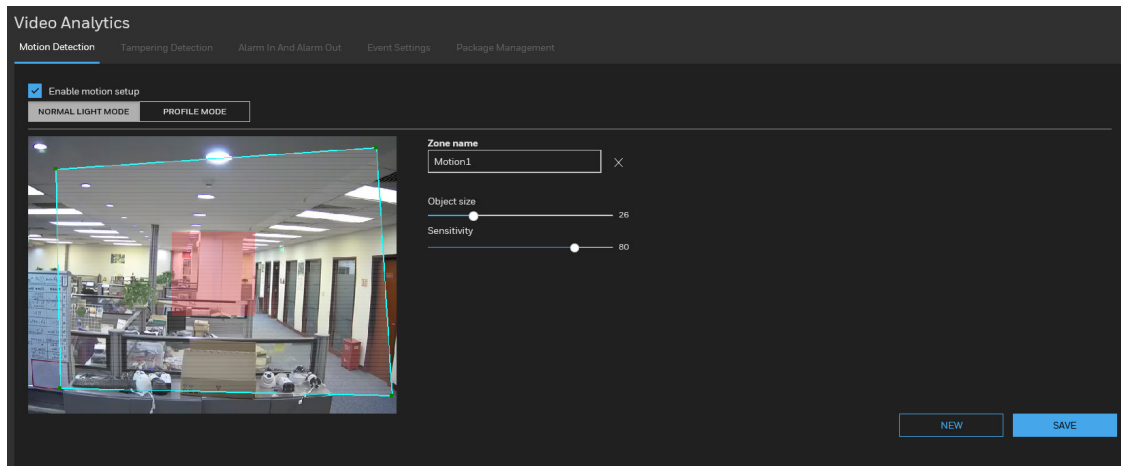 Video Analytics
Motion Detection Tampering Detection Alarm In And Alarm Out Event Settings Package Management
Enable motion setup
NORMAL LIGHT MODE PROFILE MODE
Zone name
Motion1
Object size
26
Sensitivity
80
NEW SAVE